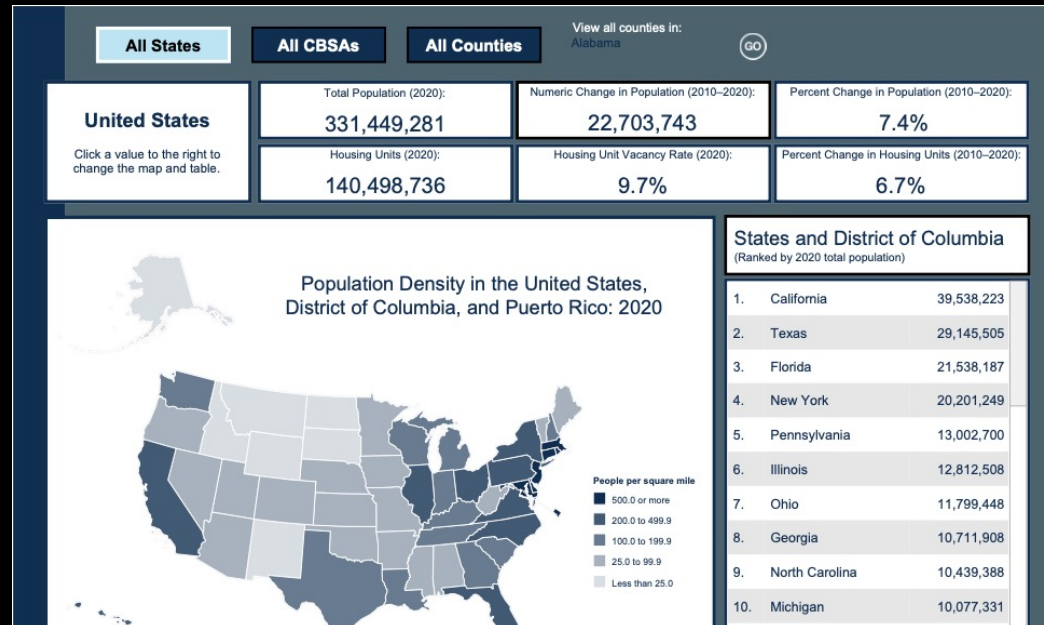 All States
All CBSAs
All Counties
View all counties in:
Alabama
GO
United States
Click a value to the right to
change the map and table.
Total Population (2020):
331,449,281
Numeric Change in Population (2010–2020):
22,703,743
Percent Change in Population (2010–2020):
7.4%
Housing Units (2020):
140,498,736
Housing Unit Vacancy Rate (2020):
9.7%
Percent Change in Housing Units (2010–2020):
6.7%
Population Density in the United States,
District of Columbia, and Puerto Rico: 2020
People per square mile
500.0 or more
200.0 to 499.9
100.0 to 199.9
25.0 to 99.9
Less than 25.0
States and District of Columbia
(Ranked by 2020 total population)
1. California 39,538,223
2. Texas 29,145,505
3. Florida 21,538,187
4. New York 20,201,249
5. Pennsylvania 13,002,700
6. Illinois 12,812,508
7. Ohio 11,799,448
8. Georgia 10,711,908
9. North Carolina 10,439,388
10. Michigan 10,077,331